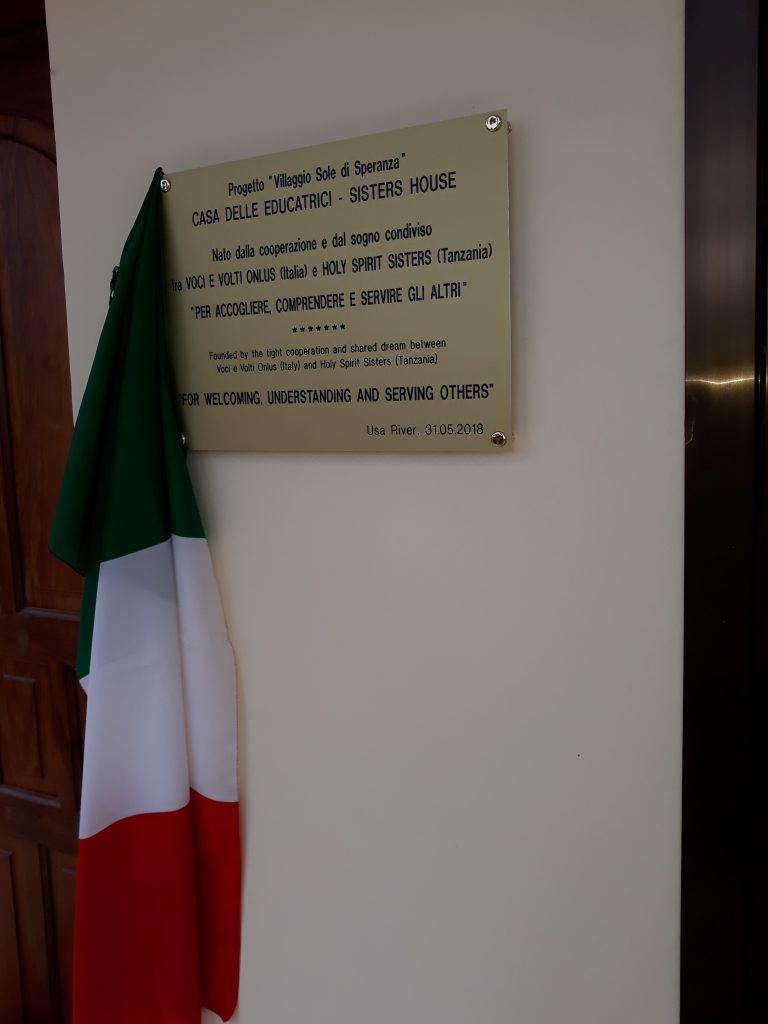 Progetto "Villaggio Sole di Speranza"
CASA DELLE EDUCATRICI - SISTERS HOUSE
Nato dalla cooperazione e dal sogno condiviso
tra VOCI E VOLTI ONLUS (Italia) e HOLY SPIRIT SISTERS (Tanzania)
"PER ACCOGLIERE, COMPRENDERE E SERVIRE GLI ALTRI"
*******
Founded by the tight cooperation and shared dream between
Voci e Volti Onlus (Italy) and Holy Spirit Sisters (Tanzania)
"FOR WELCOMING, UNDERSTANDING AND SERVING OTHERS"
Usa River, 31.05.2018